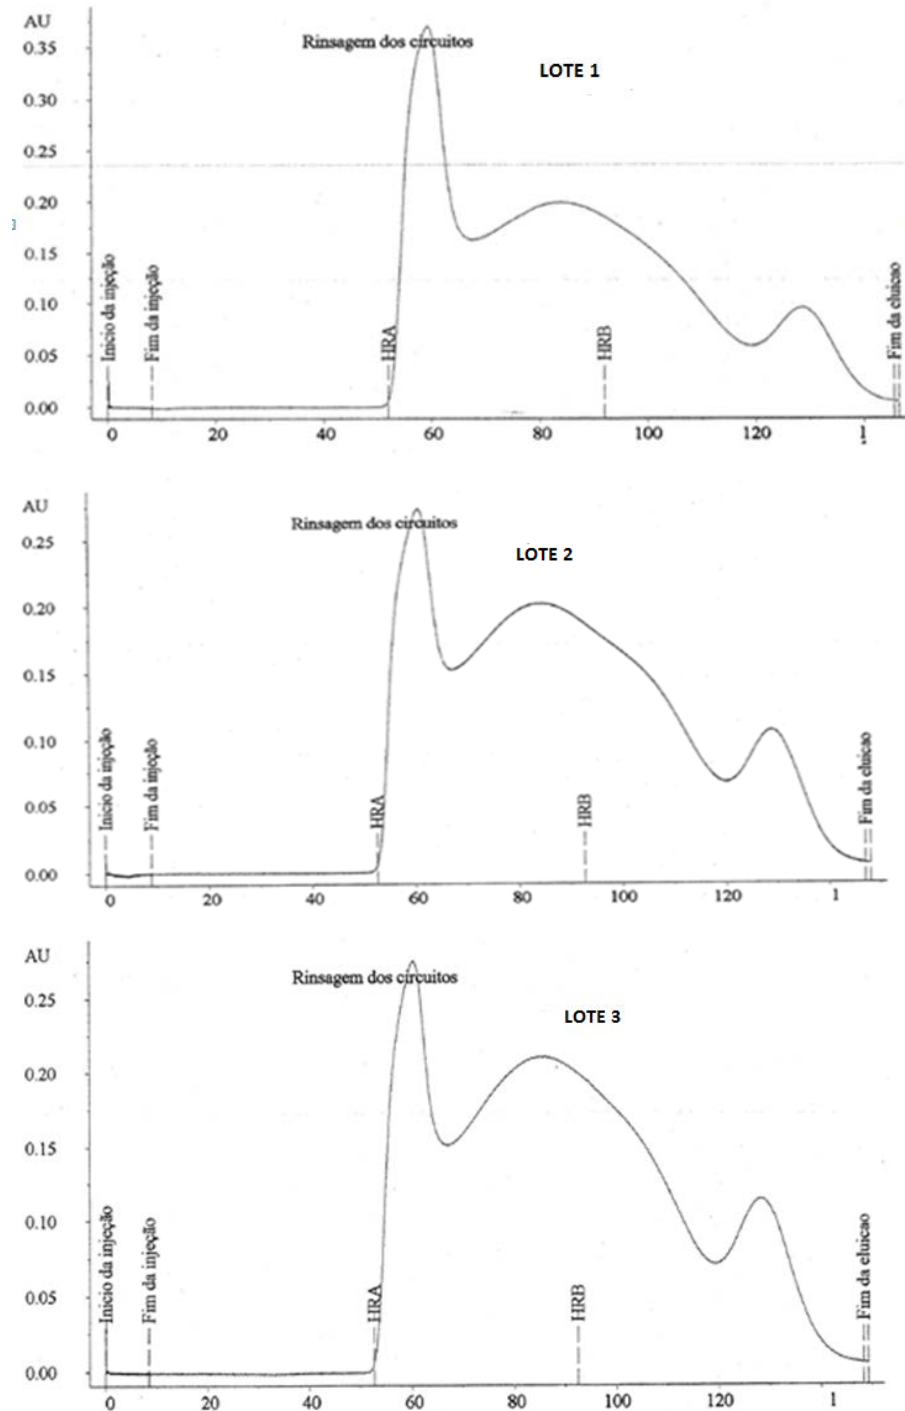 AU
Rinsagem dos circuitos
LOTE 1
0.35
0.30
0.25
0.20
0.15
0.10
0.05
0.00
Inicio da injeção
Fim da injeção
HRA
HRB
Fim da eluicao
0 20 40 60 80 100 120 1
AU
Rinsagem dos circuitos
LOTE 2
0.25
0.20
0.15
0.10
0.05
0.00
Inicio da injeção
Fim da injeção
HRA
HRB
Fim da eluicao
0 20 40 60 80 100 120 1
AU
Rinsagem dos circuitos
LOTE 3
0.25
0.20
0.15
0.10
0.05
0.00
Inicio da injeção
Fim da injeção
HRA
HRB
Fim da eluicao
0 20 40 60 80 100 120 1